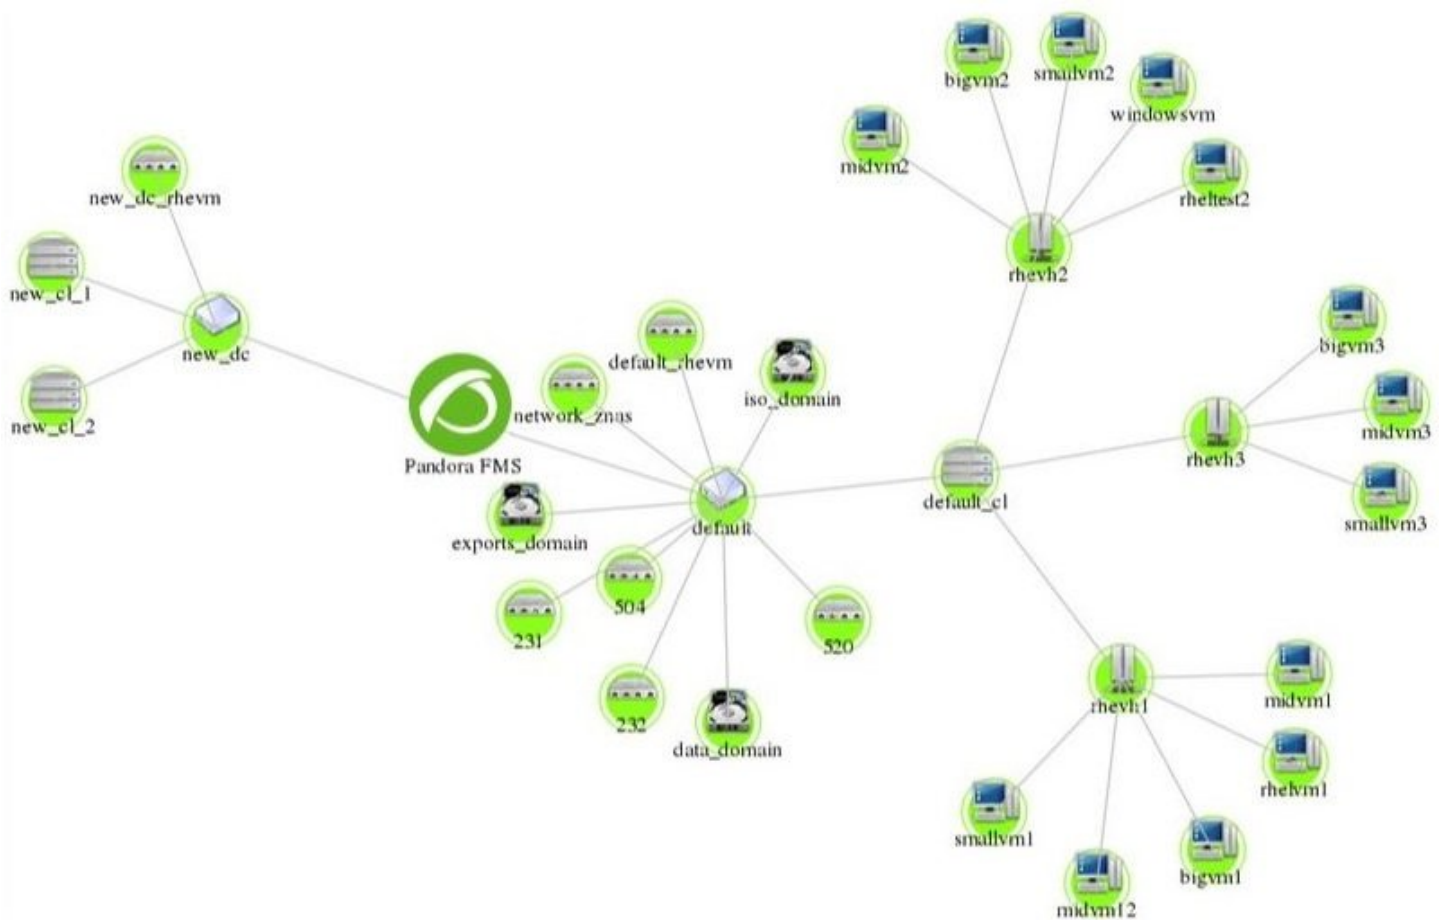 bigvm2
smallvm2
windowsvm
midvm2
rheltest2
new_dc_rhevm
rhevh2
new_cl_1
bigvm3
new_dc
default_rhevm
iso_domain
network_znas
new_cl_2
midvm3
rhevh3
Pandora FMS
default_cl
smallvm3
default
exports_domain
504
231
520
rhevh1
midvm1
232
data_domain
rhelvm1
smallvm1
bigvm1
midvm12